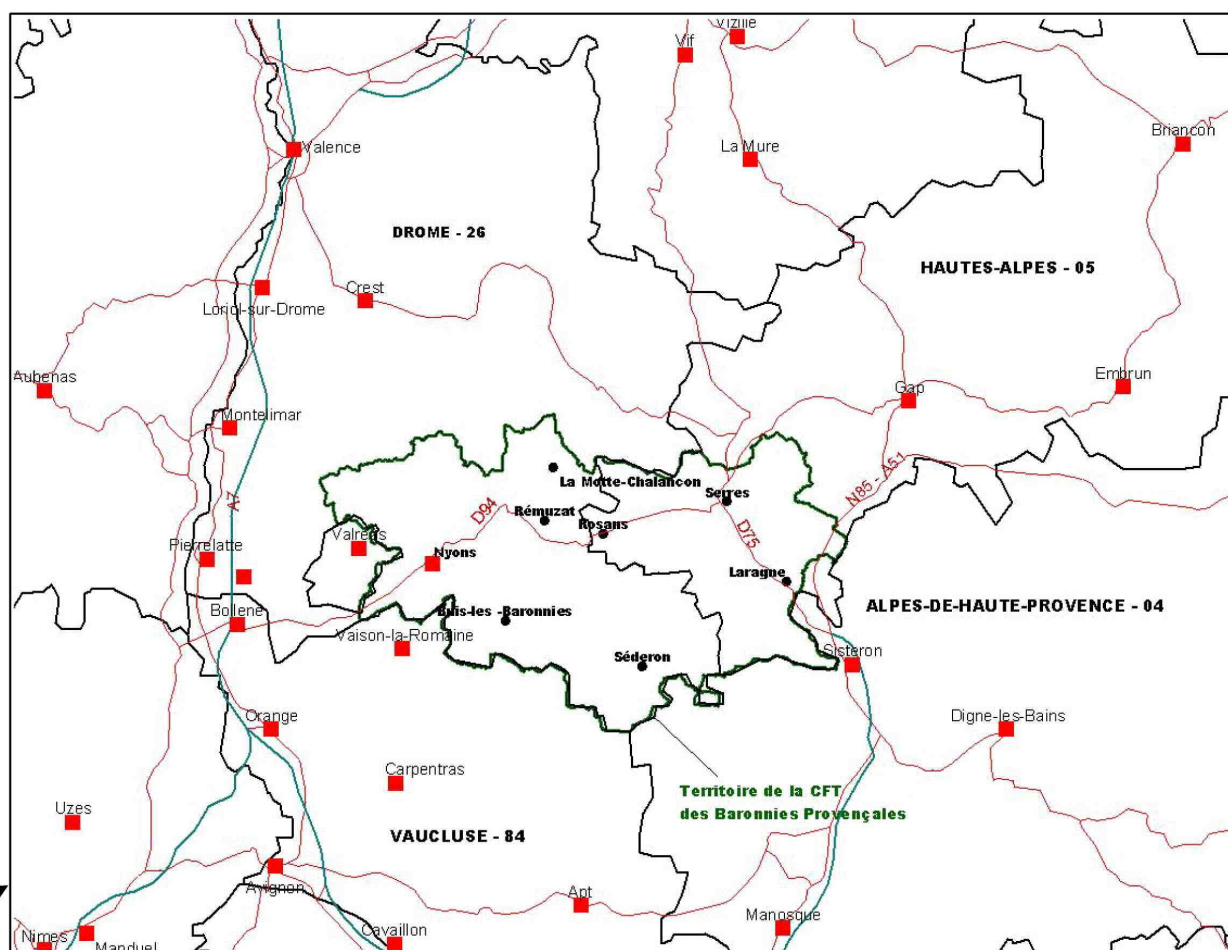 Vizille
Vif
Briancon
La Mure
Valence
DROME - 26
HAUTES-ALPES - 05
Crest
Loriol-sur-Drome
Aubenas
Embrun
Gap
Montelimar
N85 - A51
La Motte-Chalancon
Serres
A7
D94
Rémuzat
Rosans
D75
Valreas
Pierrelatte
Nyons
Laragne
Bollene
Buis-les -Baronnies
ALPES-DE-HAUTE-PROVENCE - 04
Vaison-la-Romaine
Séderon
Sisteron
Orange
Digne-les-Bains
Carpentras
Territoire de la CFT
des Baronnies Provençales
Uzes
VAUCLUSE - 84
Avignon
Apt
Manosque
Cavaillon
Nimes
Manduel